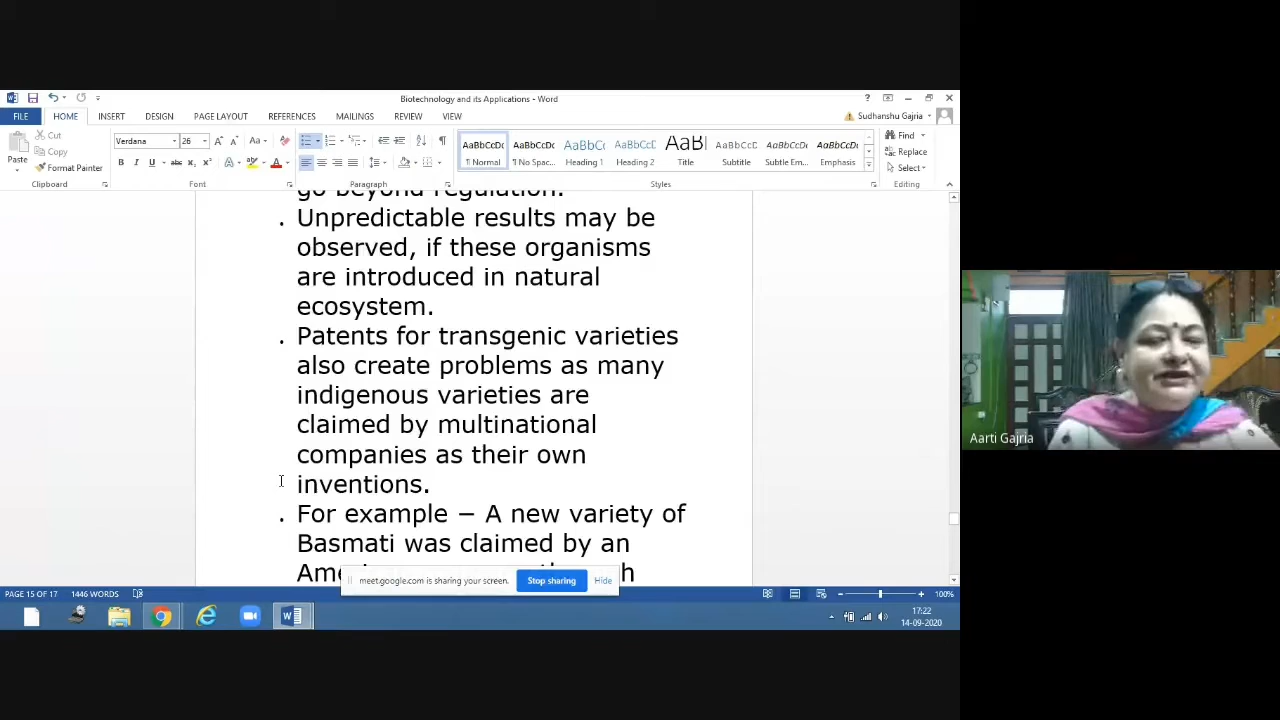 Biotechnology and its Applications - Word
FILE HOME INSERT DESIGN PAGE LAYOUT REFERENCES MAILINGS REVIEW VIEW Sudhanshu Gajria
Cut
Copy
Format Painter
Paste
Verdana 26
AaBbCcDc AaBbCcDc AaBbCc AaBbCcC AaBl AaBbCcC AaBbCcDc AaBbCcDc
¶ Normal ¶ No Spac... Heading 1 Heading 2 Title Subtitle Subtle Em... Emphasis
Find
Replace
Select
Clipboard Font Paragraph Styles Editing
go beyond regulation.
. Unpredictable results may be
observed, if these organisms
are introduced in natural
ecosystem.
. Patents for transgenic varieties
also create problems as many
indigenous varieties are
claimed by multinational
companies as their own
inventions.
. For example − A new variety of
Basmati was claimed by an
meet.google.com is sharing your screen. Stop sharing Hide
PAGE 15 OF 17 1446 WORDS 100%
17:22
14-09-2020
Aarti Gajria